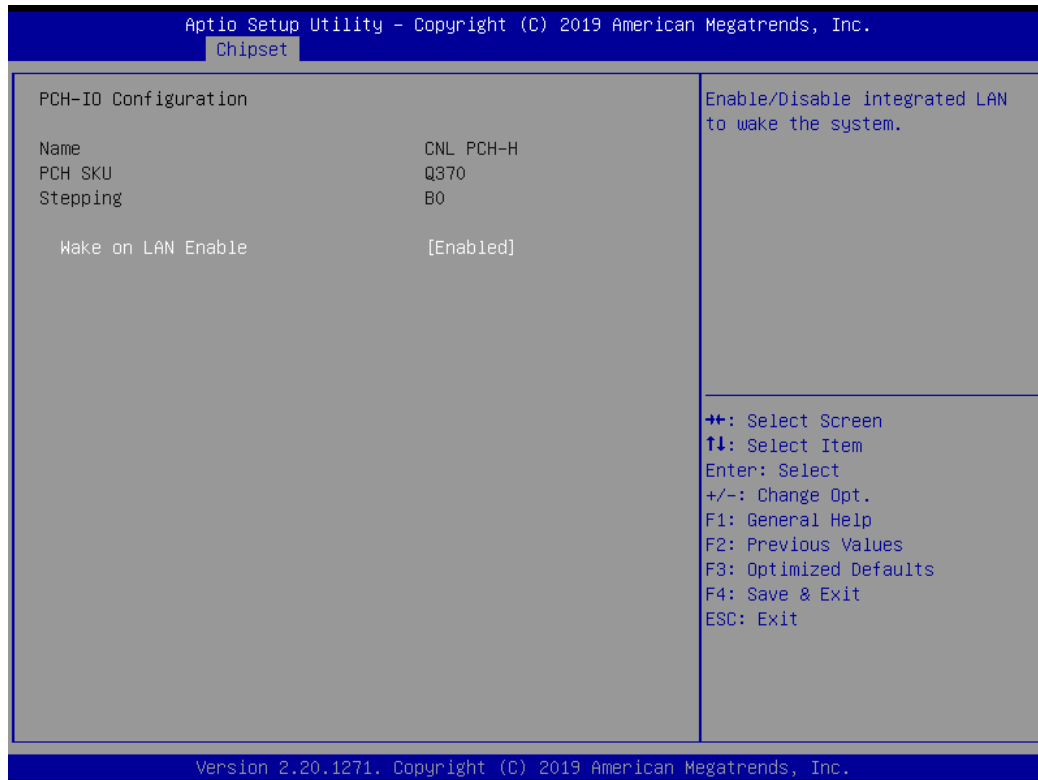 Aptio Setup Utility – Copyright (C) 2019 American Megatrends, Inc.
Chipset
PCH-IO Configuration
Name CNL PCH-H
PCH SKU Q370
Stepping B0
Wake on LAN Enable [Enabled]
Enable/Disable integrated LAN
to wake the system.
→←: Select Screen
↑↓: Select Item
Enter: Select
+/-: Change Opt.
F1: General Help
F2: Previous Values
F3: Optimized Defaults
F4: Save & Exit
ESC: Exit
Version 2.20.1271. Copyright (C) 2019 American Megatrends, Inc.